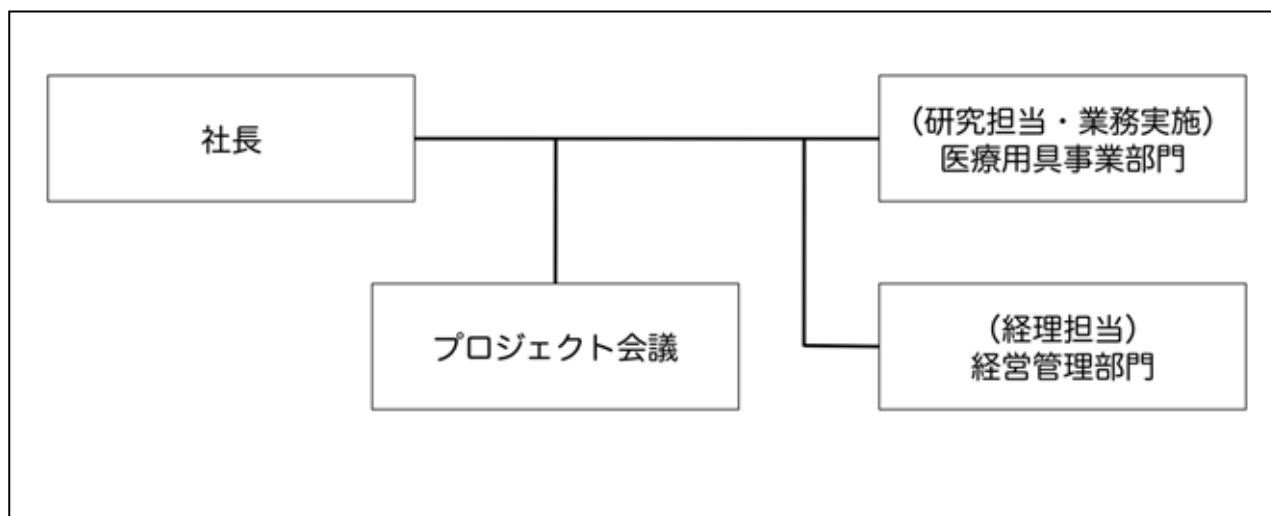 社長
(研究担当・業務実施)
医療用具事業部門
プロジェクト会議
(経理担当)
経営管理部門